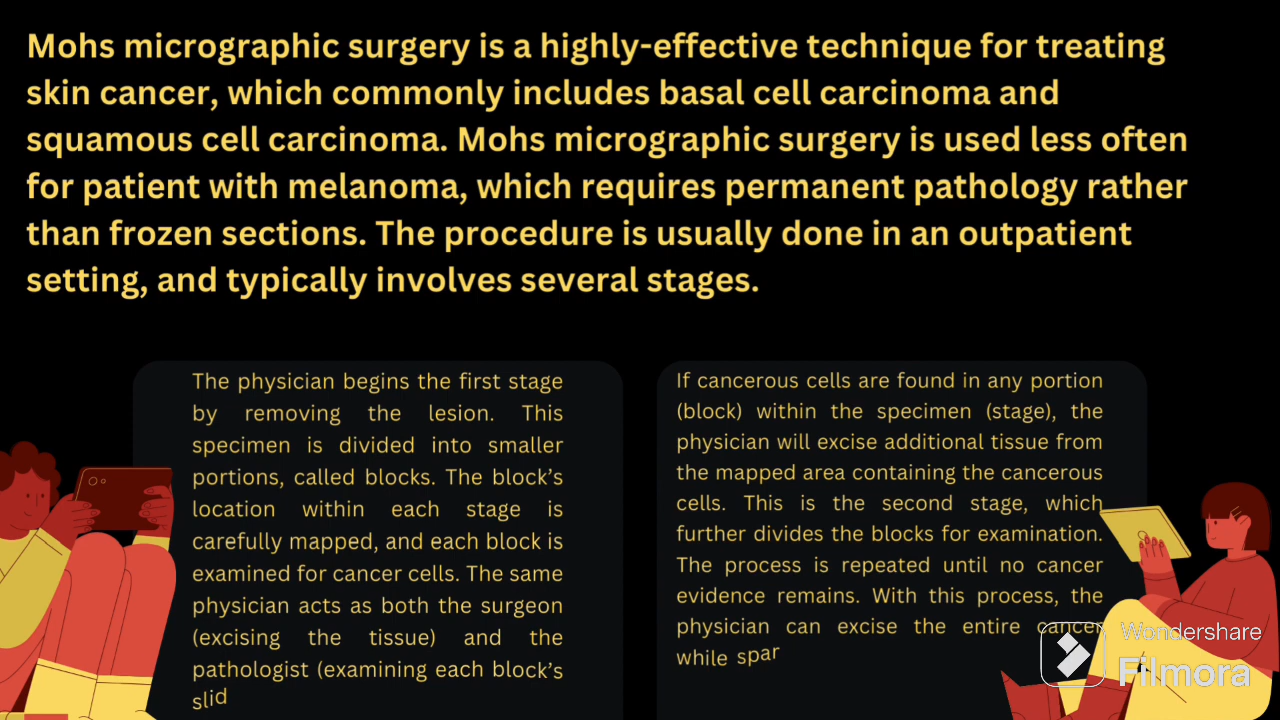 Mohs micrographic surgery is a highly-effective technique for treating
skin cancer, which commonly includes basal cell carcinoma and
squamous cell carcinoma. Mohs micrographic surgery is used less often
for patient with melanoma, which requires permanent pathology rather
than frozen sections. The procedure is usually done in an outpatient
setting, and typically involves several stages.
The physician begins the first stage
by removing the lesion. This
specimen is divided into smaller
portions, called blocks. The block's
location within each stage is
carefully mapped, and each block is
examined for cancer cells. The same
physician acts as both the surgeon
(excising the tissue) and the
pathologist (examining each block's
slid
If cancerous cells are found in any portion
(block) within the specimen (stage), the
physician will excise additional tissue from
the mapped area containing the cancerous
cells. This is the second stage, which
further divides the blocks for examination.
The process is repeated until no cancer
evidence remains. With this process, the
physician can excise the entire cancer
while spar
Wondershare
Filmora